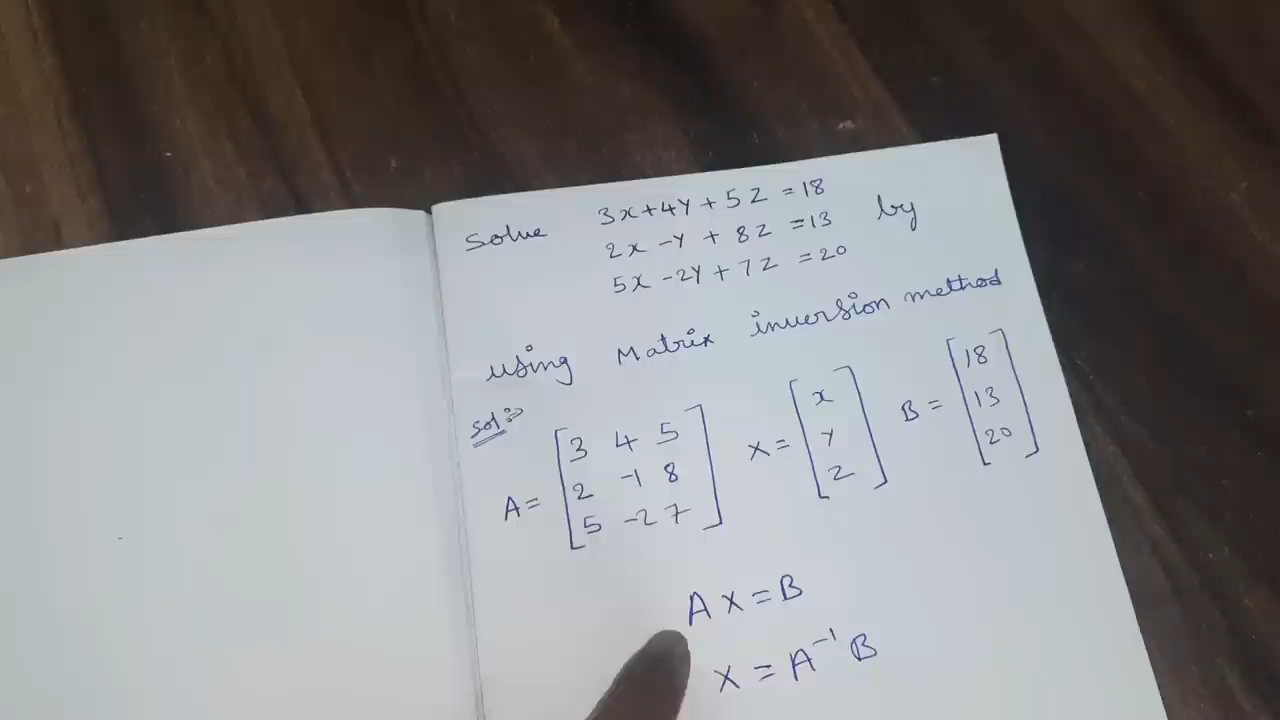 Solve 3x+4y+5z =18
2x -y + 8z =13 by
5x -2y + 7z =20
using Matrix inversion method
Sol:-
A = [3 4 5
2 -1 8
5 -2 7]
X = [x
y
z]
B = [18
13
20]
AX=B
X = A⁻¹ B